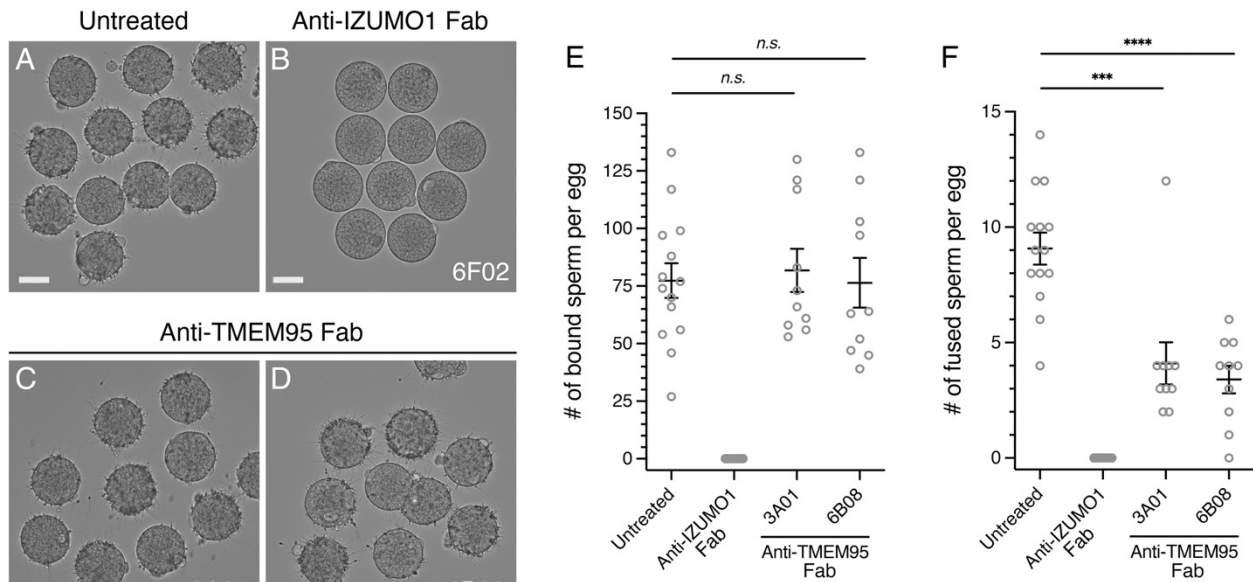 Untreated
Anti-IZUMO1 Fab
A
B
6F02
Anti-TMEM95 Fab
C
D
E
n.s.
n.s.
# of bound sperm per egg
150
125
100
75
50
25
0
Untreated
Anti-IZUMO1
Fab
3A01
6B08
Anti-TMEM95
Fab
F
****
***
# of fused sperm per egg
15
10
5
0
Untreated
Anti-IZUMO1
Fab
3A01
6B08
Anti-TMEM95
Fab